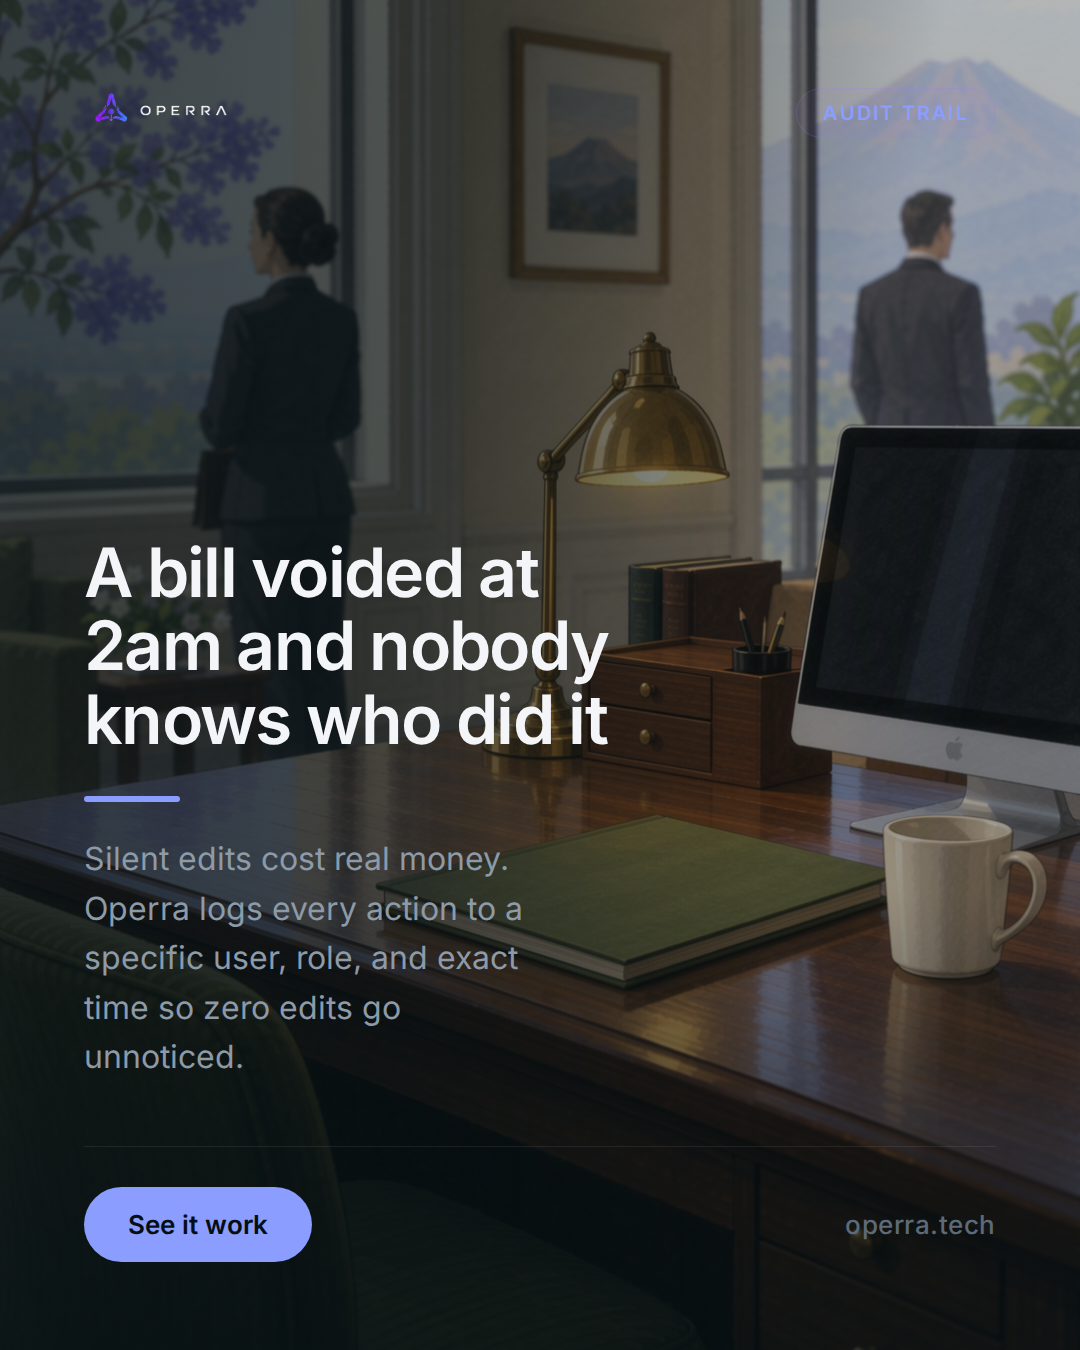 OPERRA
AUDIT TRAIL
A bill voided at
2am and nobody
knows who did it
Silent edits cost real money.
Operra logs every action to a
specific user, role, and exact
time so zero edits go
unnoticed.
See it work
operra.tech